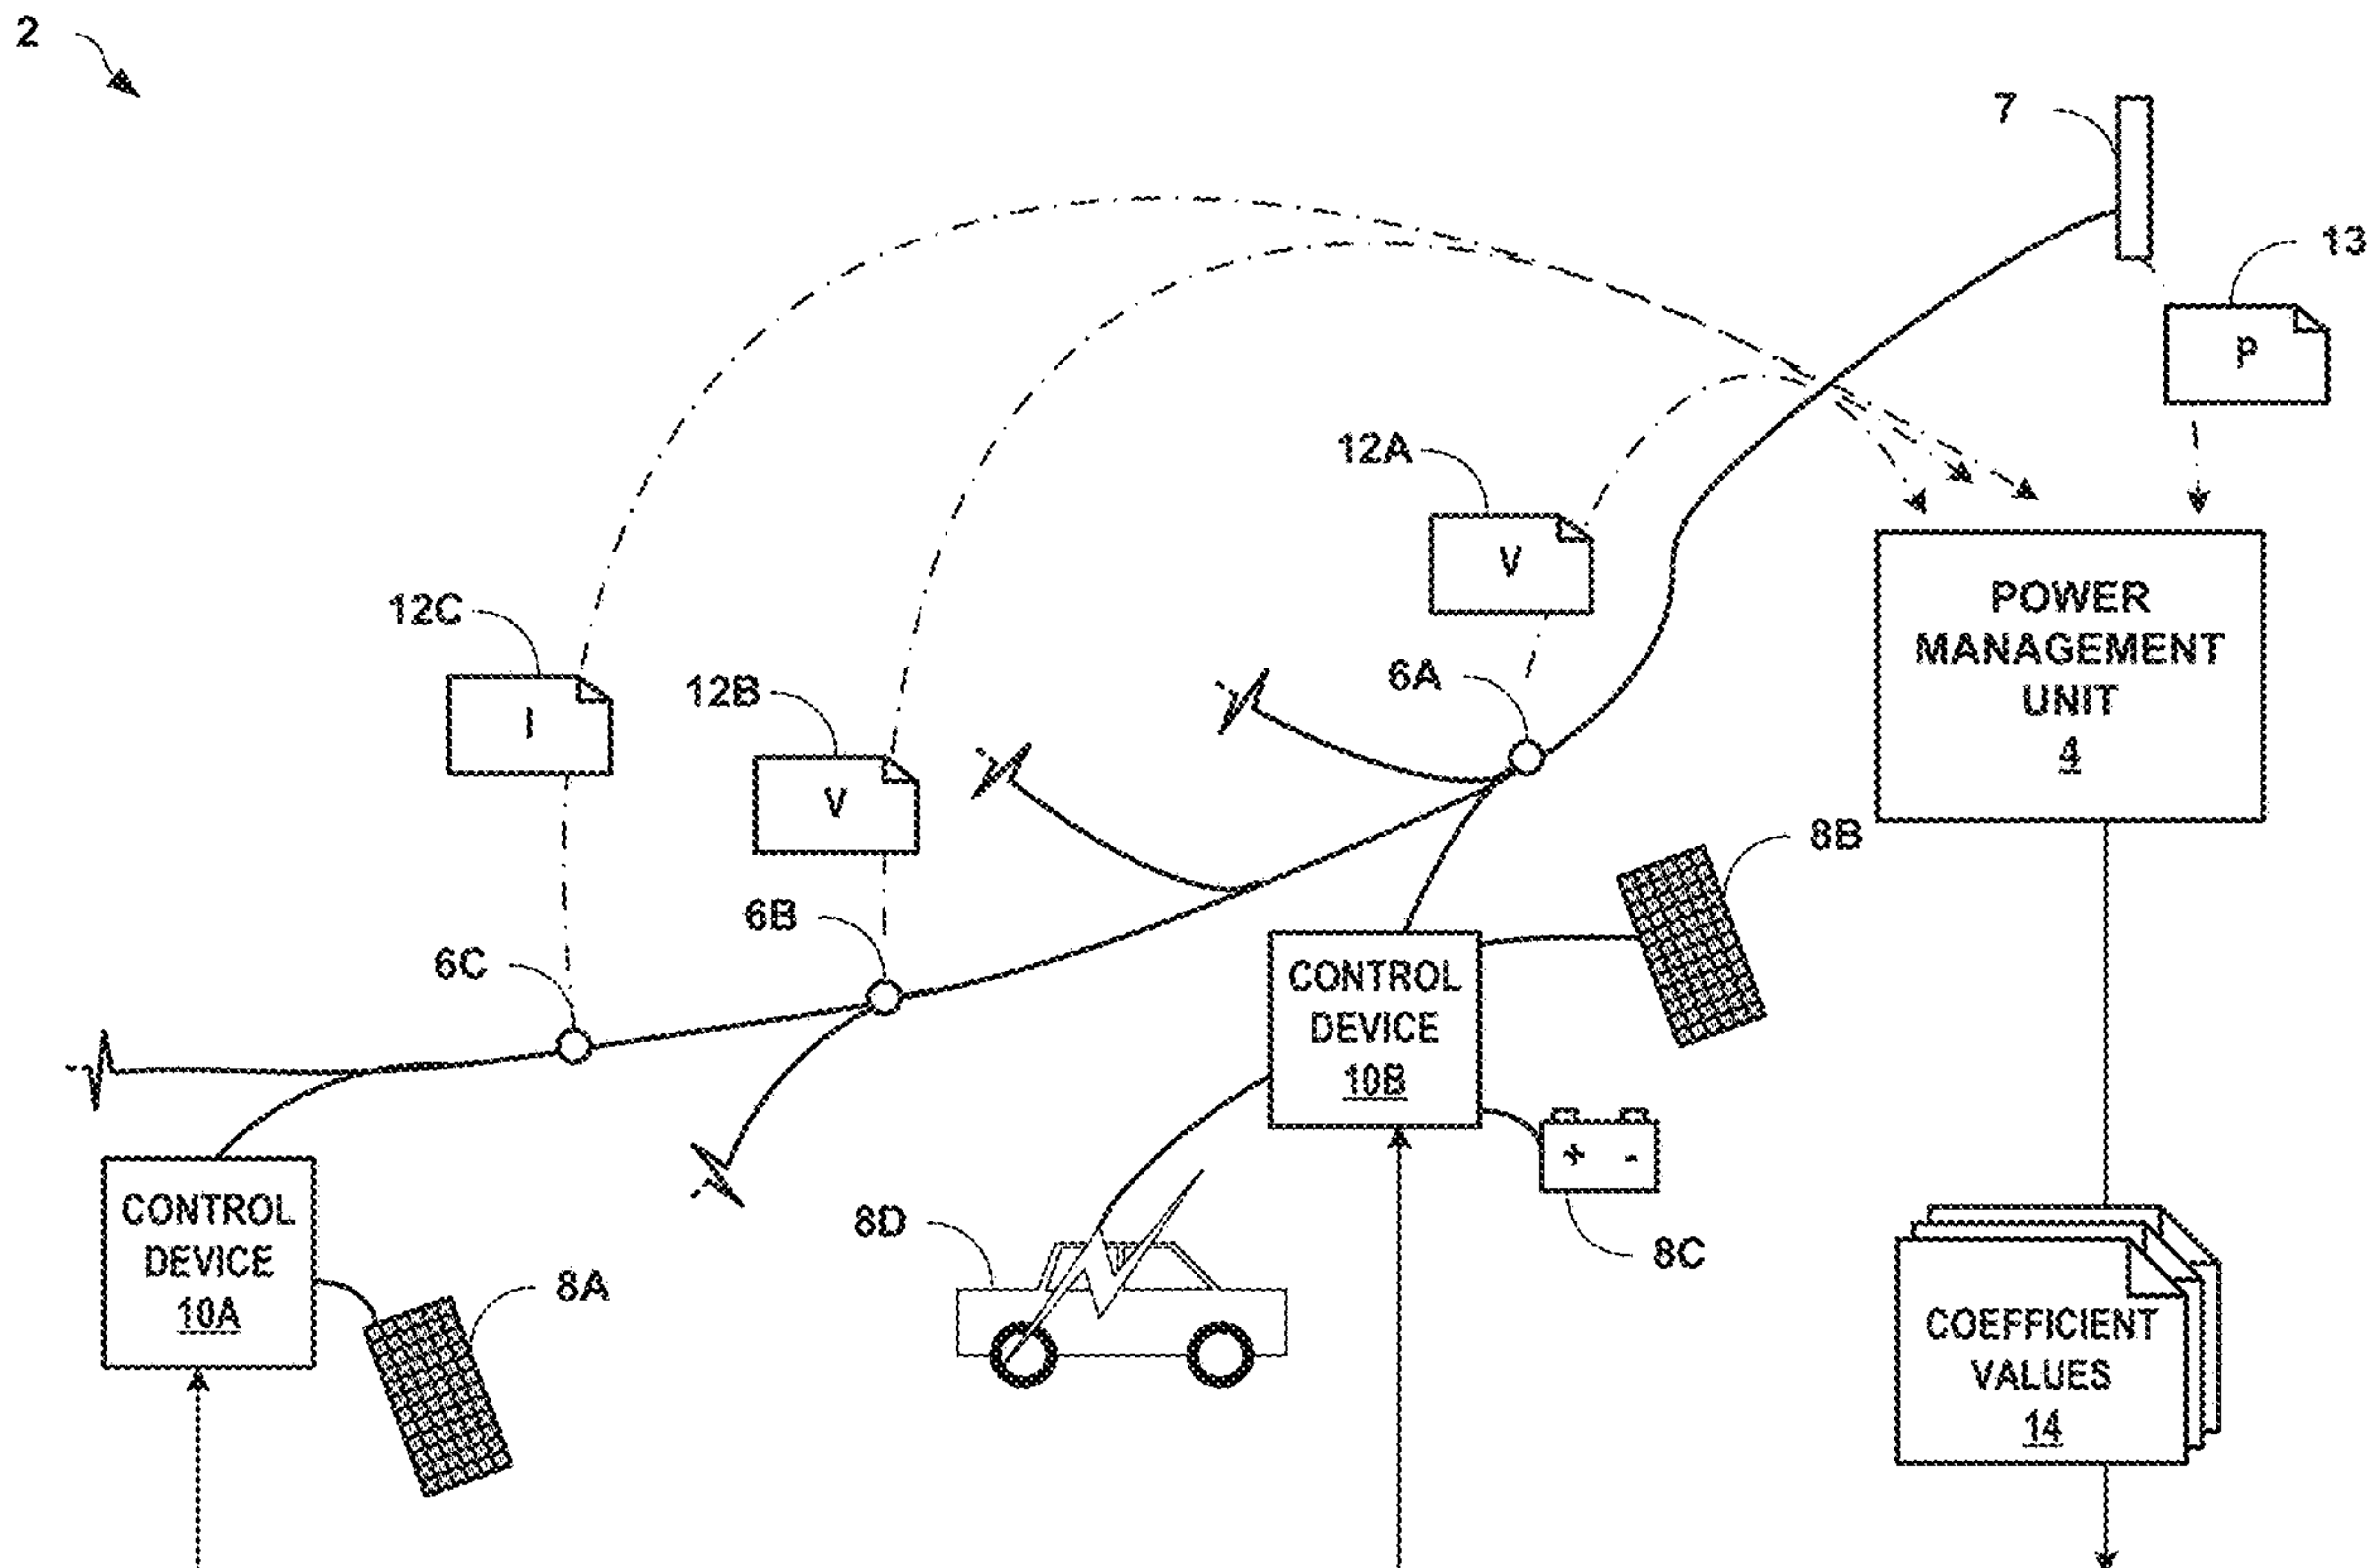 2
7
13
P
12A
V
12C
I
12B
V
6A
POWER
MANAGEMENT
UNIT
4
8B
6B
6C
CONTROL
DEVICE
10B
+ -
8C
8D
CONTROL
DEVICE
10A
8A
COEFFICIENT
VALUES
14